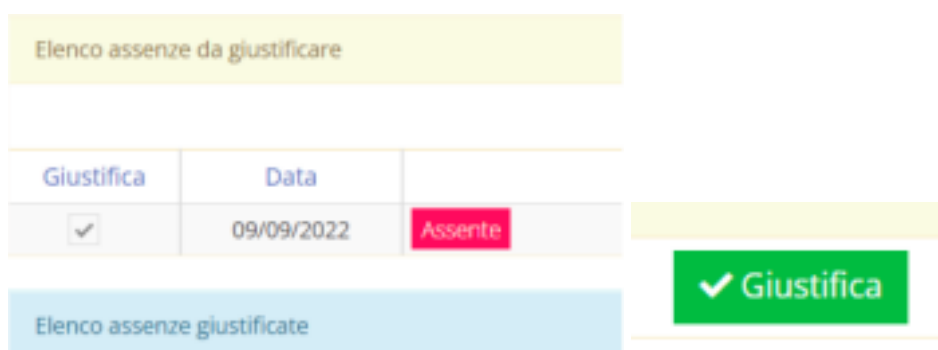 Elenco assenze da giustificare
Giustifica Data
09/09/2022 Assente
Giustifica
Elenco assenze giustificate